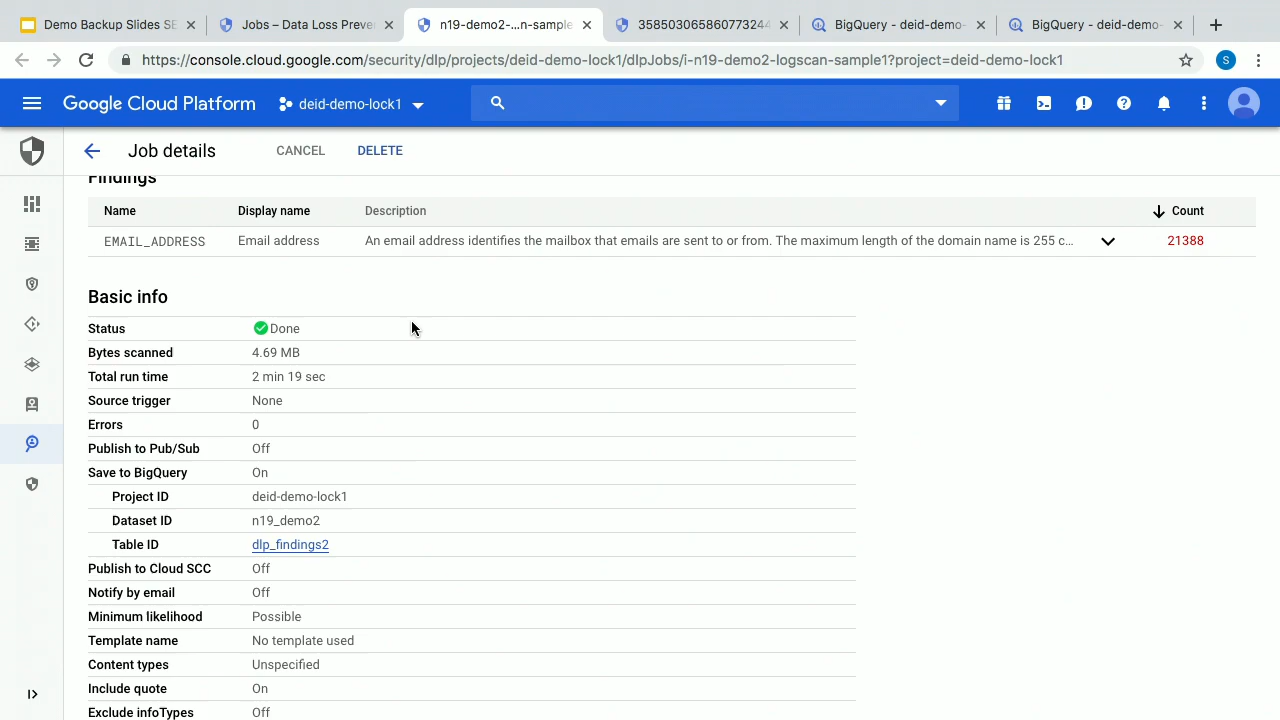 Demo Backup Slides SE
Jobs – Data Loss Preve
n19-demo2-...n-sample
BigQuery - deid-demo-
BigQuery - deid-demo-
https://console.cloud.google.com/security/dlp/projects/deid-demo-lock1/dlpJobs/i-n19-demo2-logscan-sample1?project=deid-demo-lock1
S
Google Cloud Platform
deid-demo-lock1
Job details
CANCEL
DELETE
Findings
Name Display name Description Count
EMAIL_ADDRESS Email address An email address identifies the mailbox that emails are sent to or from. The maximum length of the domain name is 255 c... 21388
Basic info
Status Done
Bytes scanned 4.69 MB
Total run time 2 min 19 sec
Source trigger None
Errors 0
Publish to Pub/Sub Off
Save to BigQuery On
Project ID deid-demo-lock1
Dataset ID n19_demo2
Table ID dlp_findings2
Publish to Cloud SCC Off
Notify by email Off
Minimum likelihood Possible
Template name No template used
Content types Unspecified
Include quote On
Exclude infoTypes Off